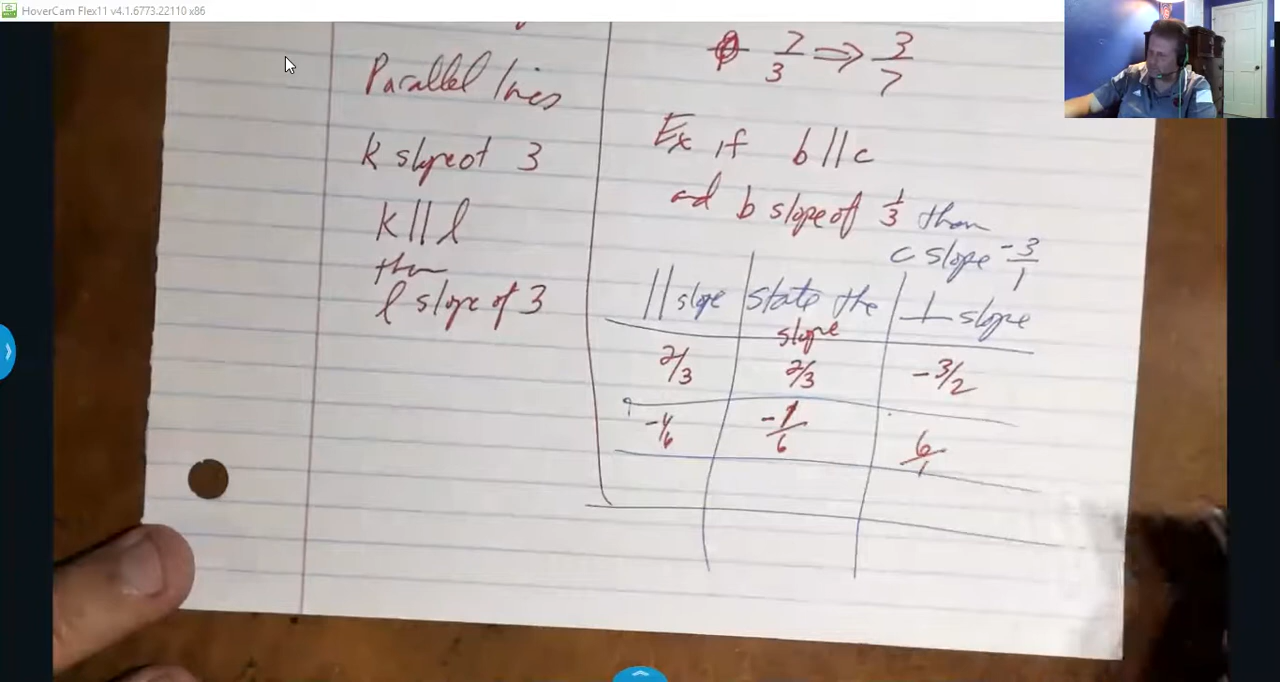 HoverCam Flex11 v4.1.6773.22110 x86
Parallel lines
k slope of 3
k || l
then
l slope of 3
7/3 ⇒ 3/7
Ex if b || c
and b slope of 1/3 then
c slope -3/1
|| slope | state the slope | ⊥ slope
2/3 | 2/3 | -3/2
-1/6 | -1/6 | 6/1